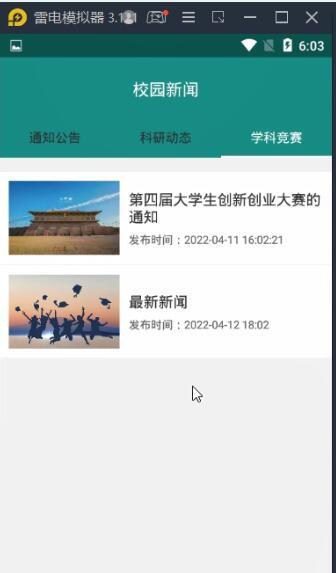 雷电模拟器 3.1
6:03
校园新闻
通知公告 科研动态 学科竞赛
第四届大学生创新创业大赛的
通知
发布时间：2022-04-11 16:02:21
最新新闻
发布时间：2022-04-12 18:02